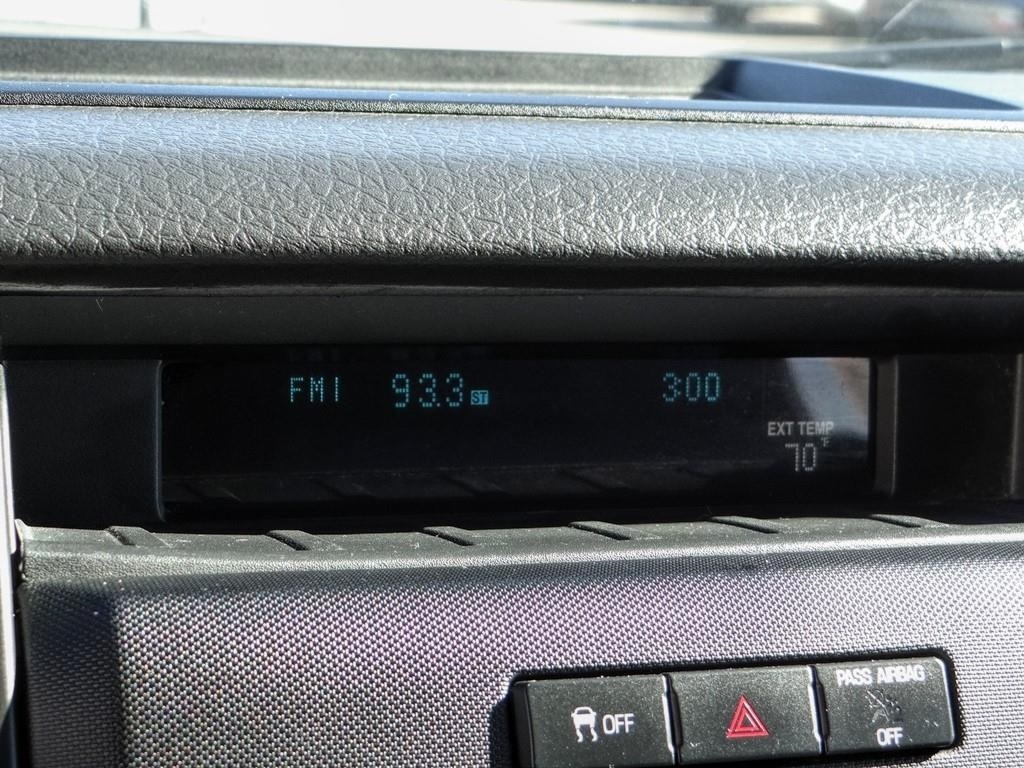 FM1 93.3 ST 3:00
EXT TEMP
70 °F
OFF
PASS AIRBAG
OFF